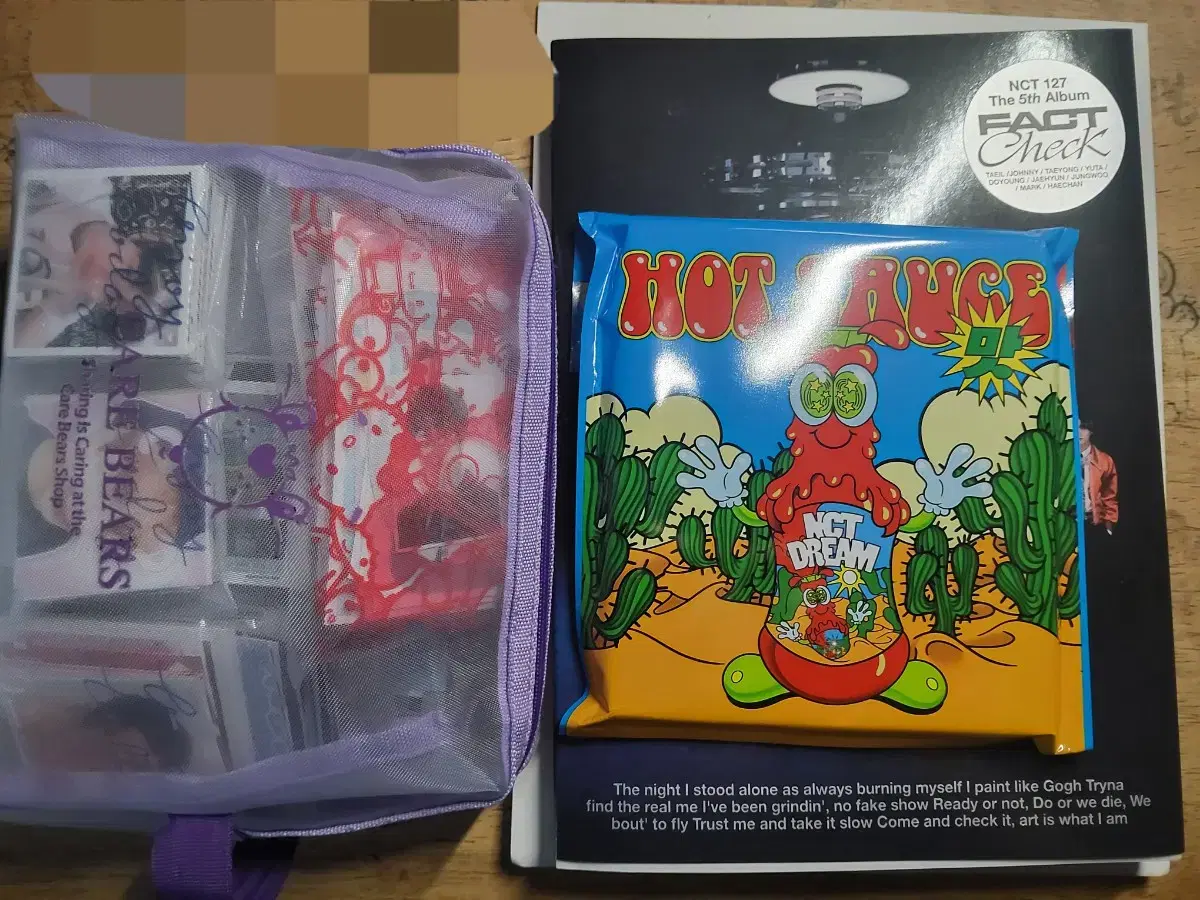 NCT 127
The 5th Album
FACT
Check
TAEIL /JOHNNY / TAEYONG / YUTA /
DOYOUNG / JAEHYUN / JUNGWOO
/ MARK / HAECHAN
HOT SAUCE
맛
NCT
DREAM
The night I stood alone as always burning myself I paint like Gogh Tryna
find the real me I've been grindin', no fake show Ready or not, Do or we die, We
bout' to fly Trust me and take it slow Come and check it, art is what I am
CARE BEARS
Sharing is Caring at the
Care Bears Shop